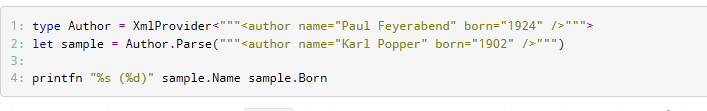 1: type Author = XmlProvider<"""<author name="Paul Feyerabend" born="1924" />""">
2: let sample = Author.Parse("""<author name="Karl Popper" born="1902" />""")
3:
4: printfn "%s (%d)" sample.Name sample.Born